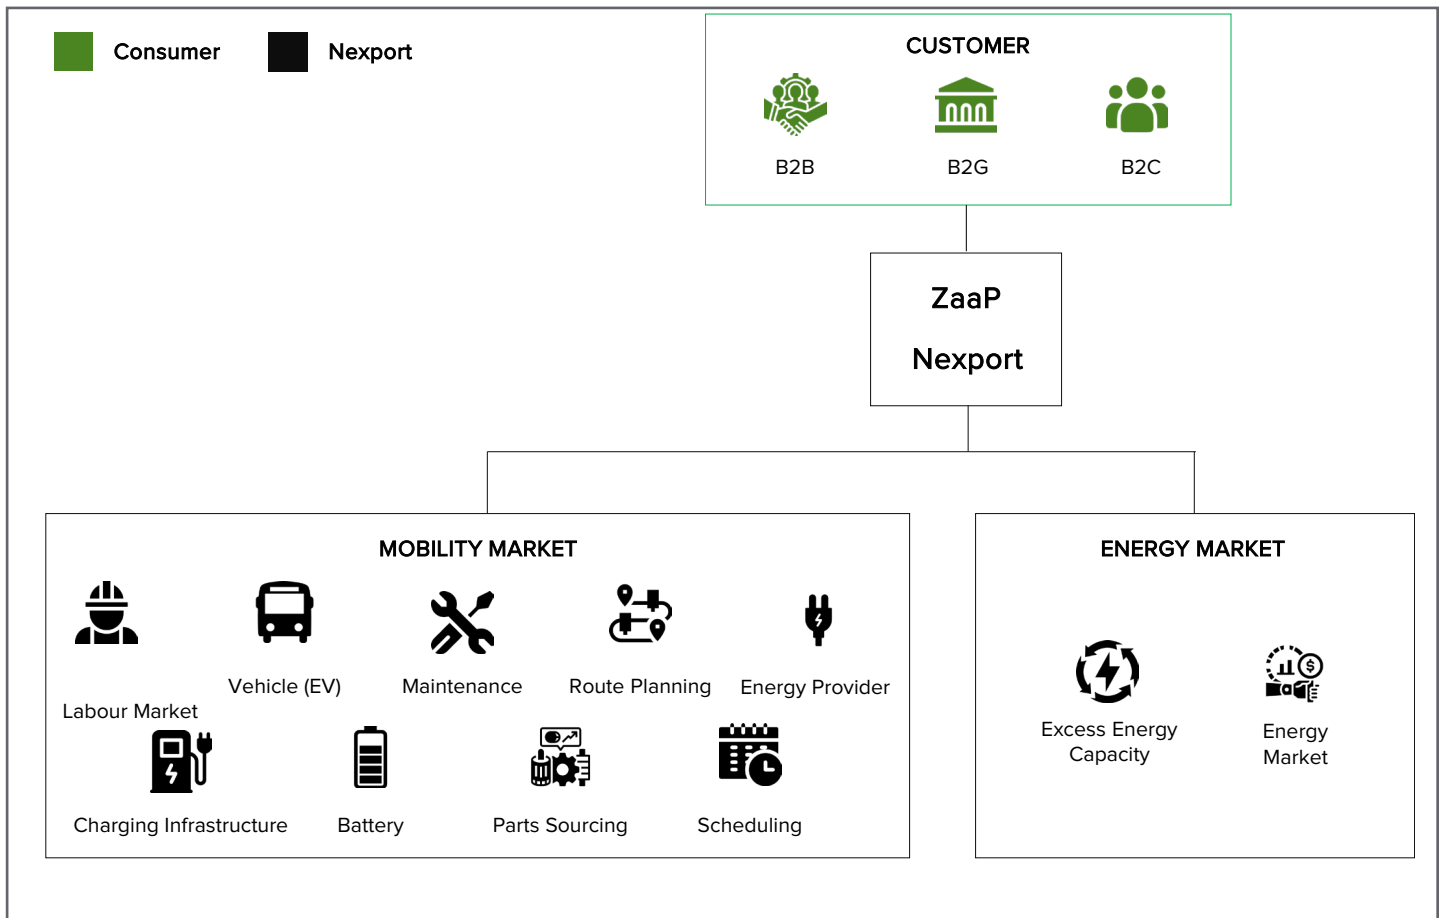 Consumer
Nexport
CUSTOMER
B2B
B2G
B2C
ZaaP
Nexport
MOBILITY MARKET
Labour Market
Vehicle (EV)
Maintenance
Route Planning
Energy Provider
Charging Infrastructure
Battery
Parts Sourcing
Scheduling
ENERGY MARKET
Excess Energy
Capacity
Energy
Market